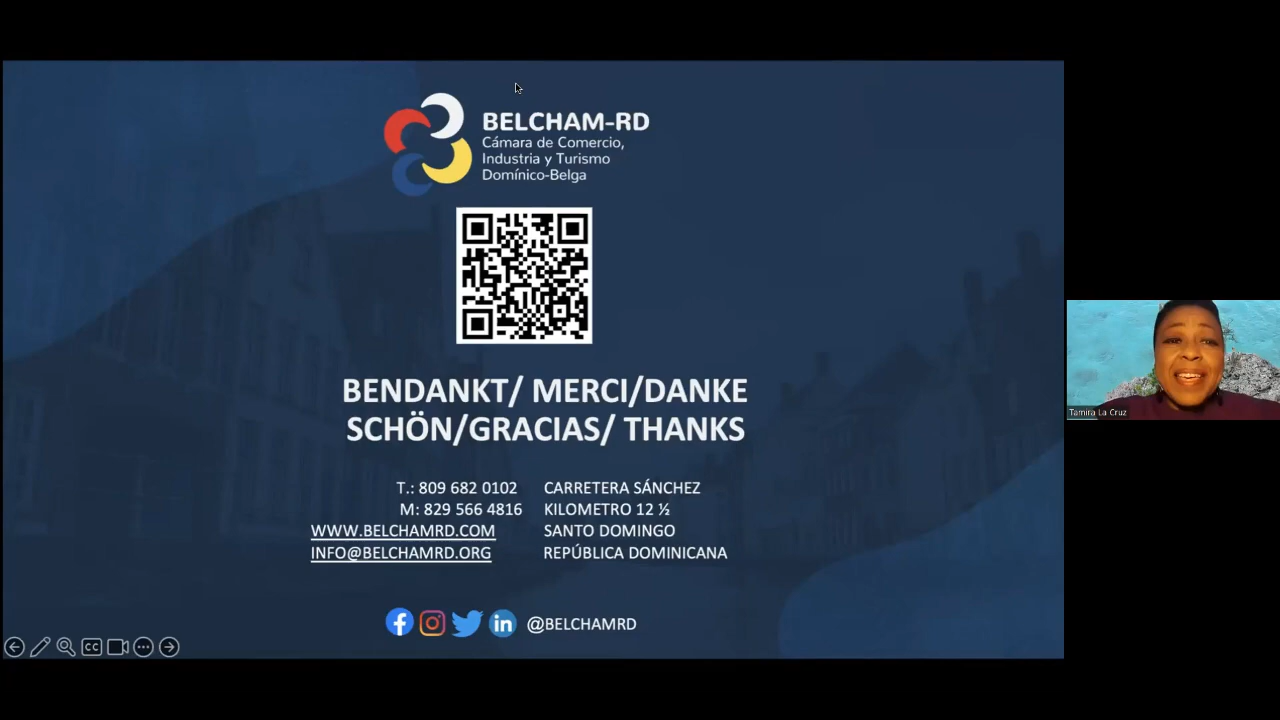 BELCHAM-RD
Cámara de Comercio,
Industria y Turismo
Domínico-Belga
BENDANKT/ MERCI/DANKE
SCHÖN/GRACIAS/ THANKS
T.: 809 682 0102
M: 829 566 4816
WWW.BELCHAMRD.COM
INFO@BELCHAMRD.ORG
CARRETERA SÁNCHEZ
KILOMETRO 12 ½
SANTO DOMINGO
REPÚBLICA DOMINICANA
@BELCHAMRD
CC
Tamira La Cruz